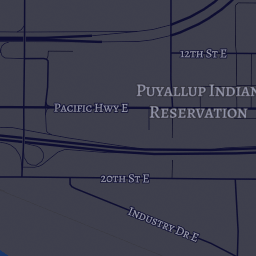 12th St E
Puyallup Indian
Reservation
Pacific Hwy E
20th St E
Industry Dr E